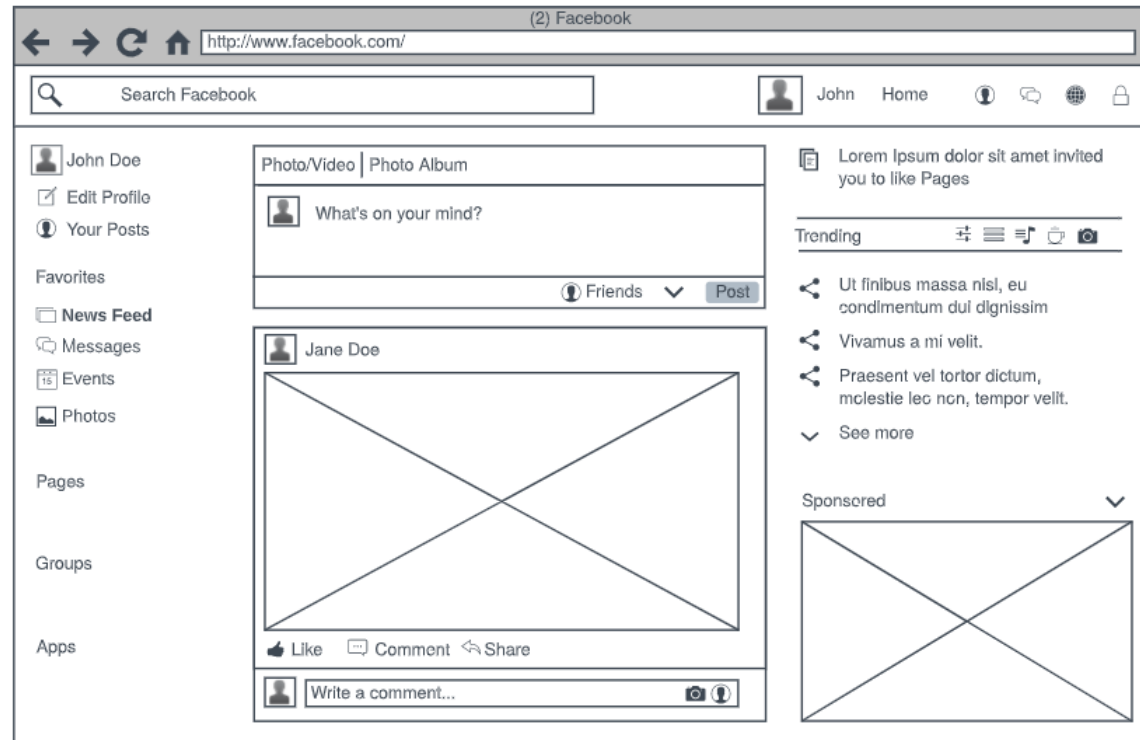 (2) Facebook
http://www.facebook.com/
Search Facebook
John Home
John Doe
Edit Profile
Your Posts
Favorites
News Feed
Messages
15 Events
Photos
Pages
Groups
Apps
Photo/Video Photo Album
What's on your mind?
Friends Post
Jane Doe
Like Comment Share
Write a comment...
Lorem Ipsum dolor sit amet invited
you to like Pages
Trending
Ut finibus massa nisl, eu
condimentum dui dignissim
Vivamus a mi velit.
Praesent vel tortor dictum,
molestie leo non, tempor velit.
See more
Sponsored